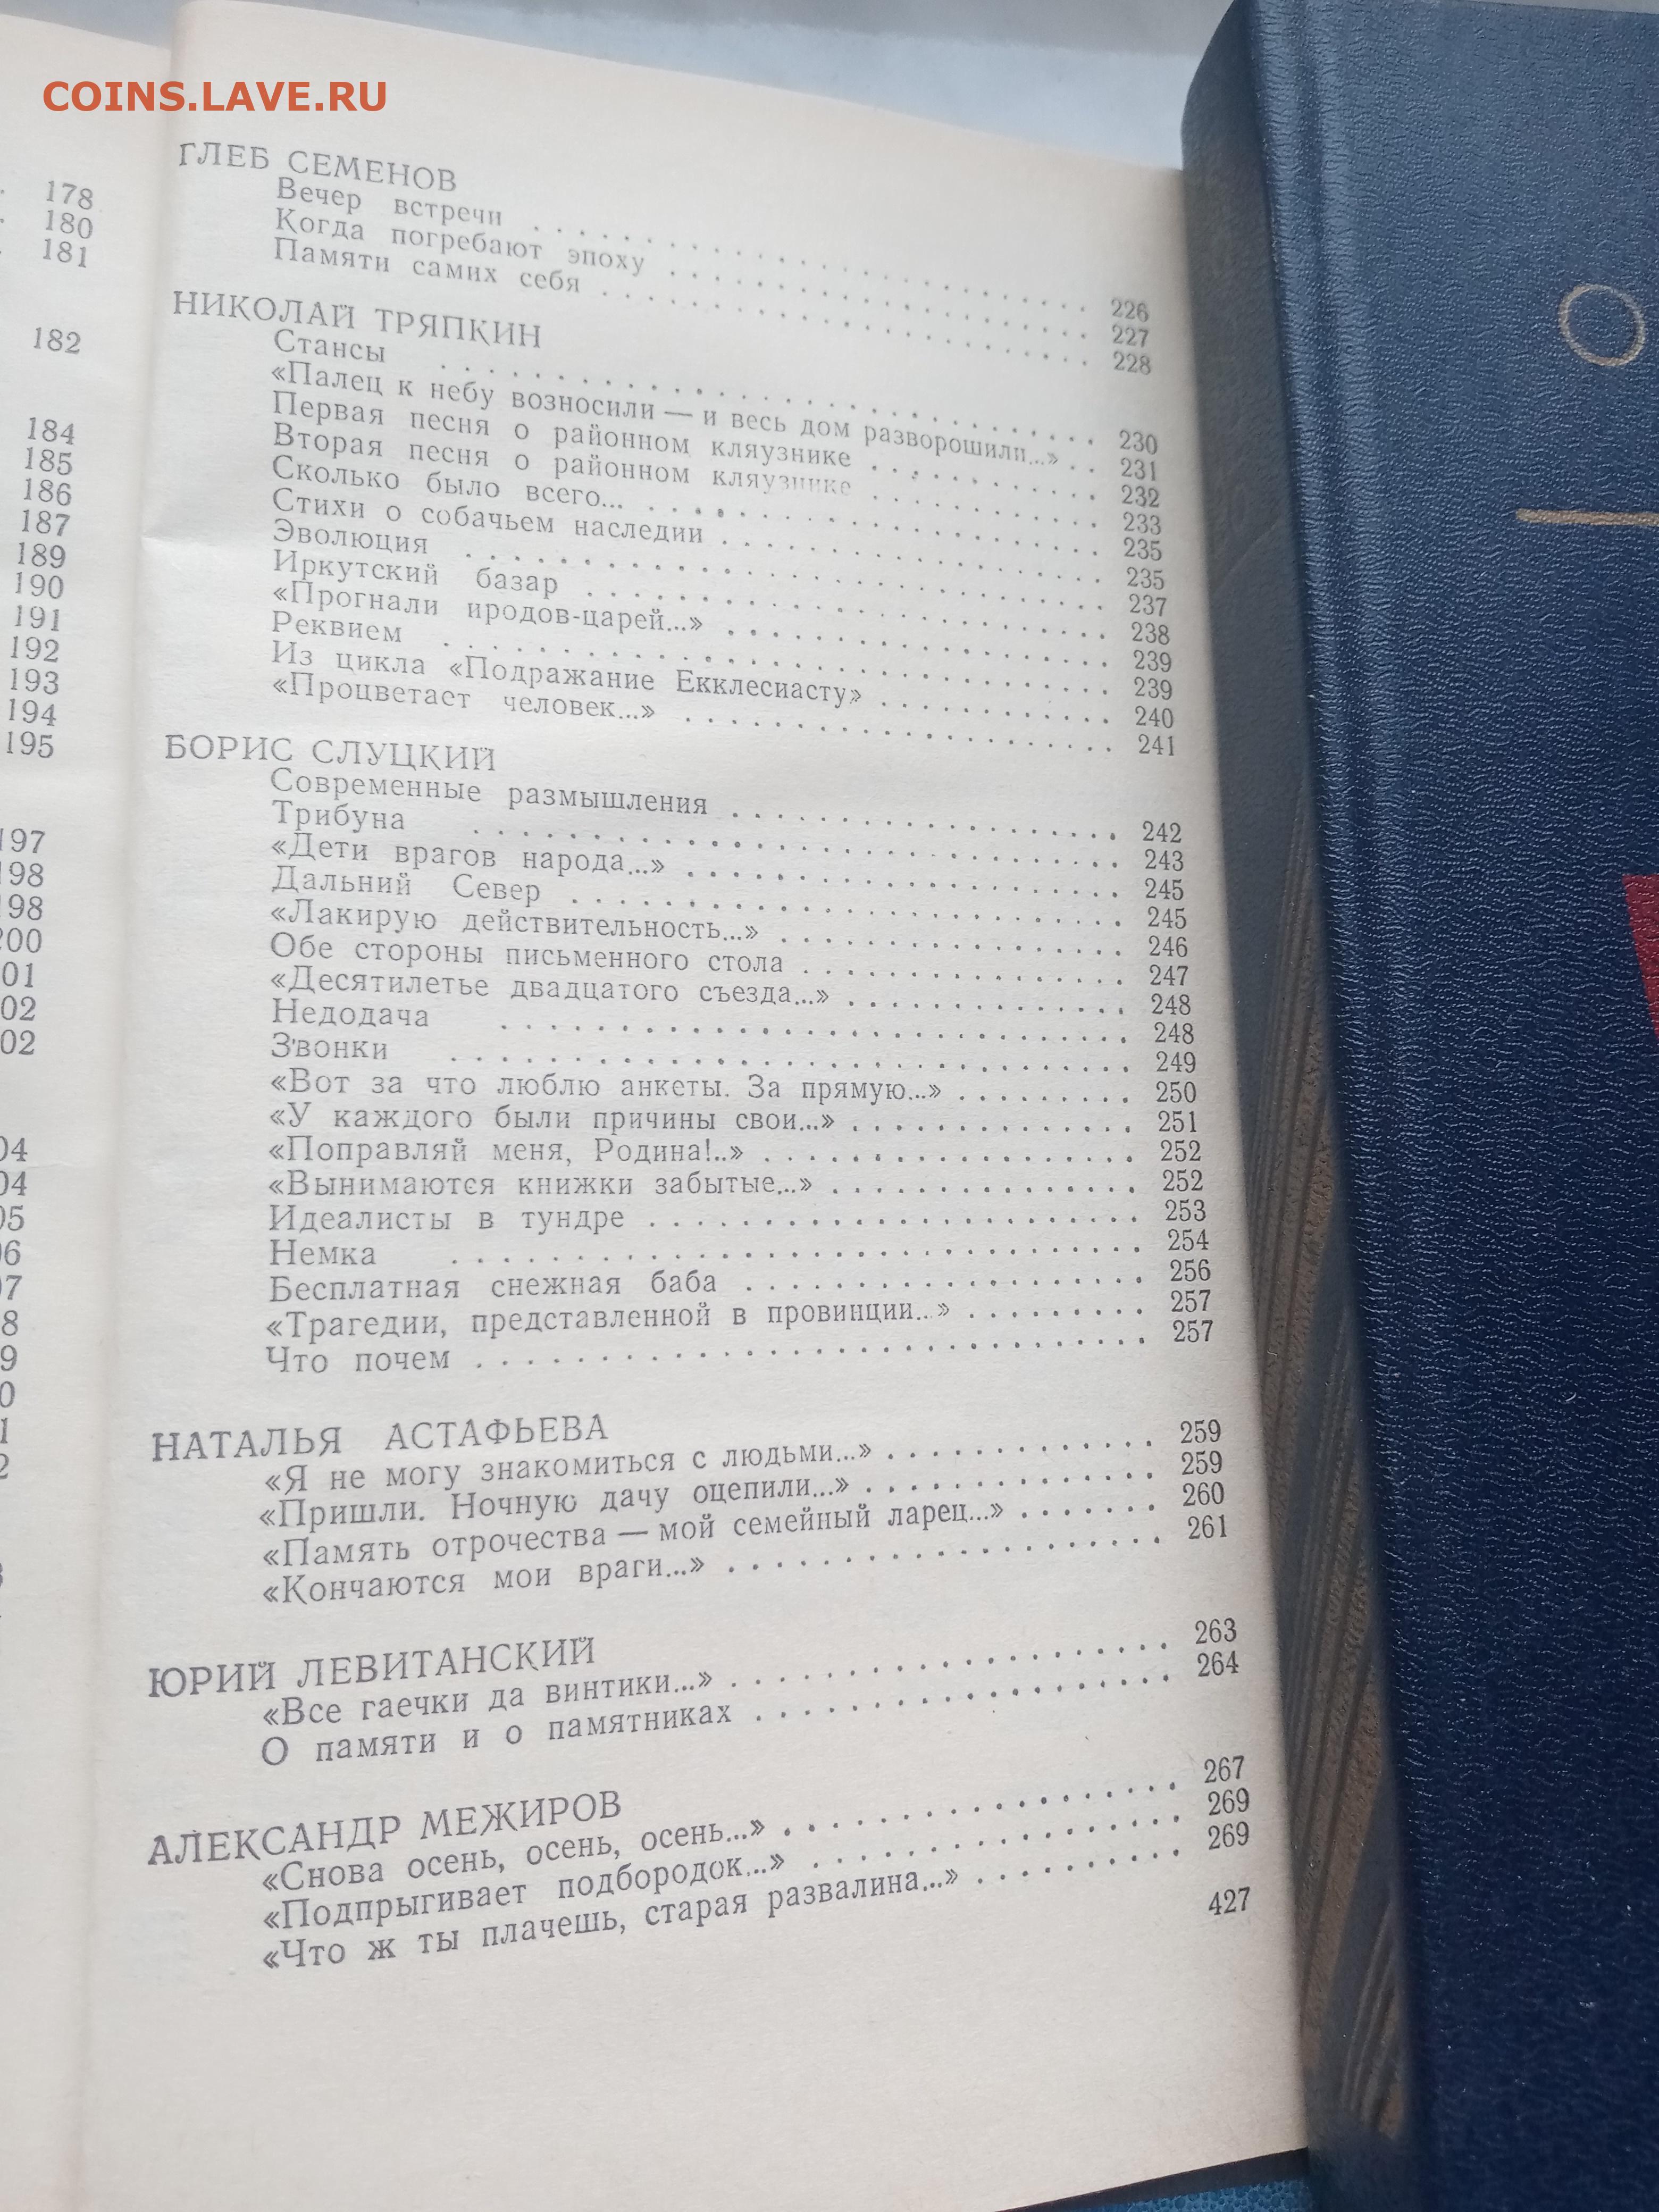 COINS.LAVE.RU
178
180
181
182
184
185
186
187
189
190
191
192
193
194
195
197
198
198
200
ГЛЕБ СЕМЕНОВ
Вечер встречи . . . . . 226
Когда погребают эпоху . . . . . 227
Памяти самих себя . . . . . 228
НИКОЛАЙ ТРЯПКИН
Стансы . . . . . 230
«Палец к небу возносили — и весь дом разворошили...» . . 231
Первая песня о районном кляузнике . . . . . 232
Вторая песня о районном кляузнике . . . . . 233
Сколько было всего... . . . . . 235
Стихи о собачьем наследии . . . . . 235
Эволюция . . . . . 237
Иркутский базар . . . . . 238
«Прогнали иродов-царей...» . . . . . 239
Реквием . . . . . 239
Из цикла «Подражание Екклесиасту» . . . . . 240
«Процветает человек...» . . . . . 241
БОРИС СЛУЦКИЙ
Современные размышления . . . . . 242
Трибуна . . . . . 243
«Дети врагов народа...» . . . . . 245
Дальний Север . . . . . 245
«Лакирую действительность...» . . . . . 246
Обе стороны письменного стола . . . . . 247
«Десятилетье двадцатого съезда...» . . . . . 248
Недодача . . . . . 248
Звонки . . . . . 249
«Вот за что люблю анкеты. За прямую...» . . . . . 250
«У каждого были причины свои...» . . . . . 251
«Поправляй меня, Родина!..» . . . . . 252
«Вынимаются книжки забытые...» . . . . . 252
Идеалисты в тундре . . . . . 253
Немка . . . . . 254
Бесплатная снежная баба . . . . . 256
«Трагедии, представленной в провинции...» . . . . . 257
Что почем . . . . . 257
НАТАЛЬЯ АСТАФЬЕВА
«Я не могу знакомиться с людьми...» . . . . . 259
«Пришли. Ночную дачу оцепили...» . . . . . 259
«Память отрочества — мой семейный ларец...» . . . . . 260
«Кончаются мои враги...» . . . . . 261
ЮРИЙ ЛЕВИТАНСКИЙ
«Все гаечки да винтики...» . . . . . 263
О памяти и о памятниках . . . . . 264
АЛЕКСАНДР МЕЖИРОВ
«Снова осень, осень, осень...» . . . . . 267
«Подпрыгивает подбородок...» . . . . . 269
«Что ж ты плачешь, старая развалина...» . . . . . 269
427